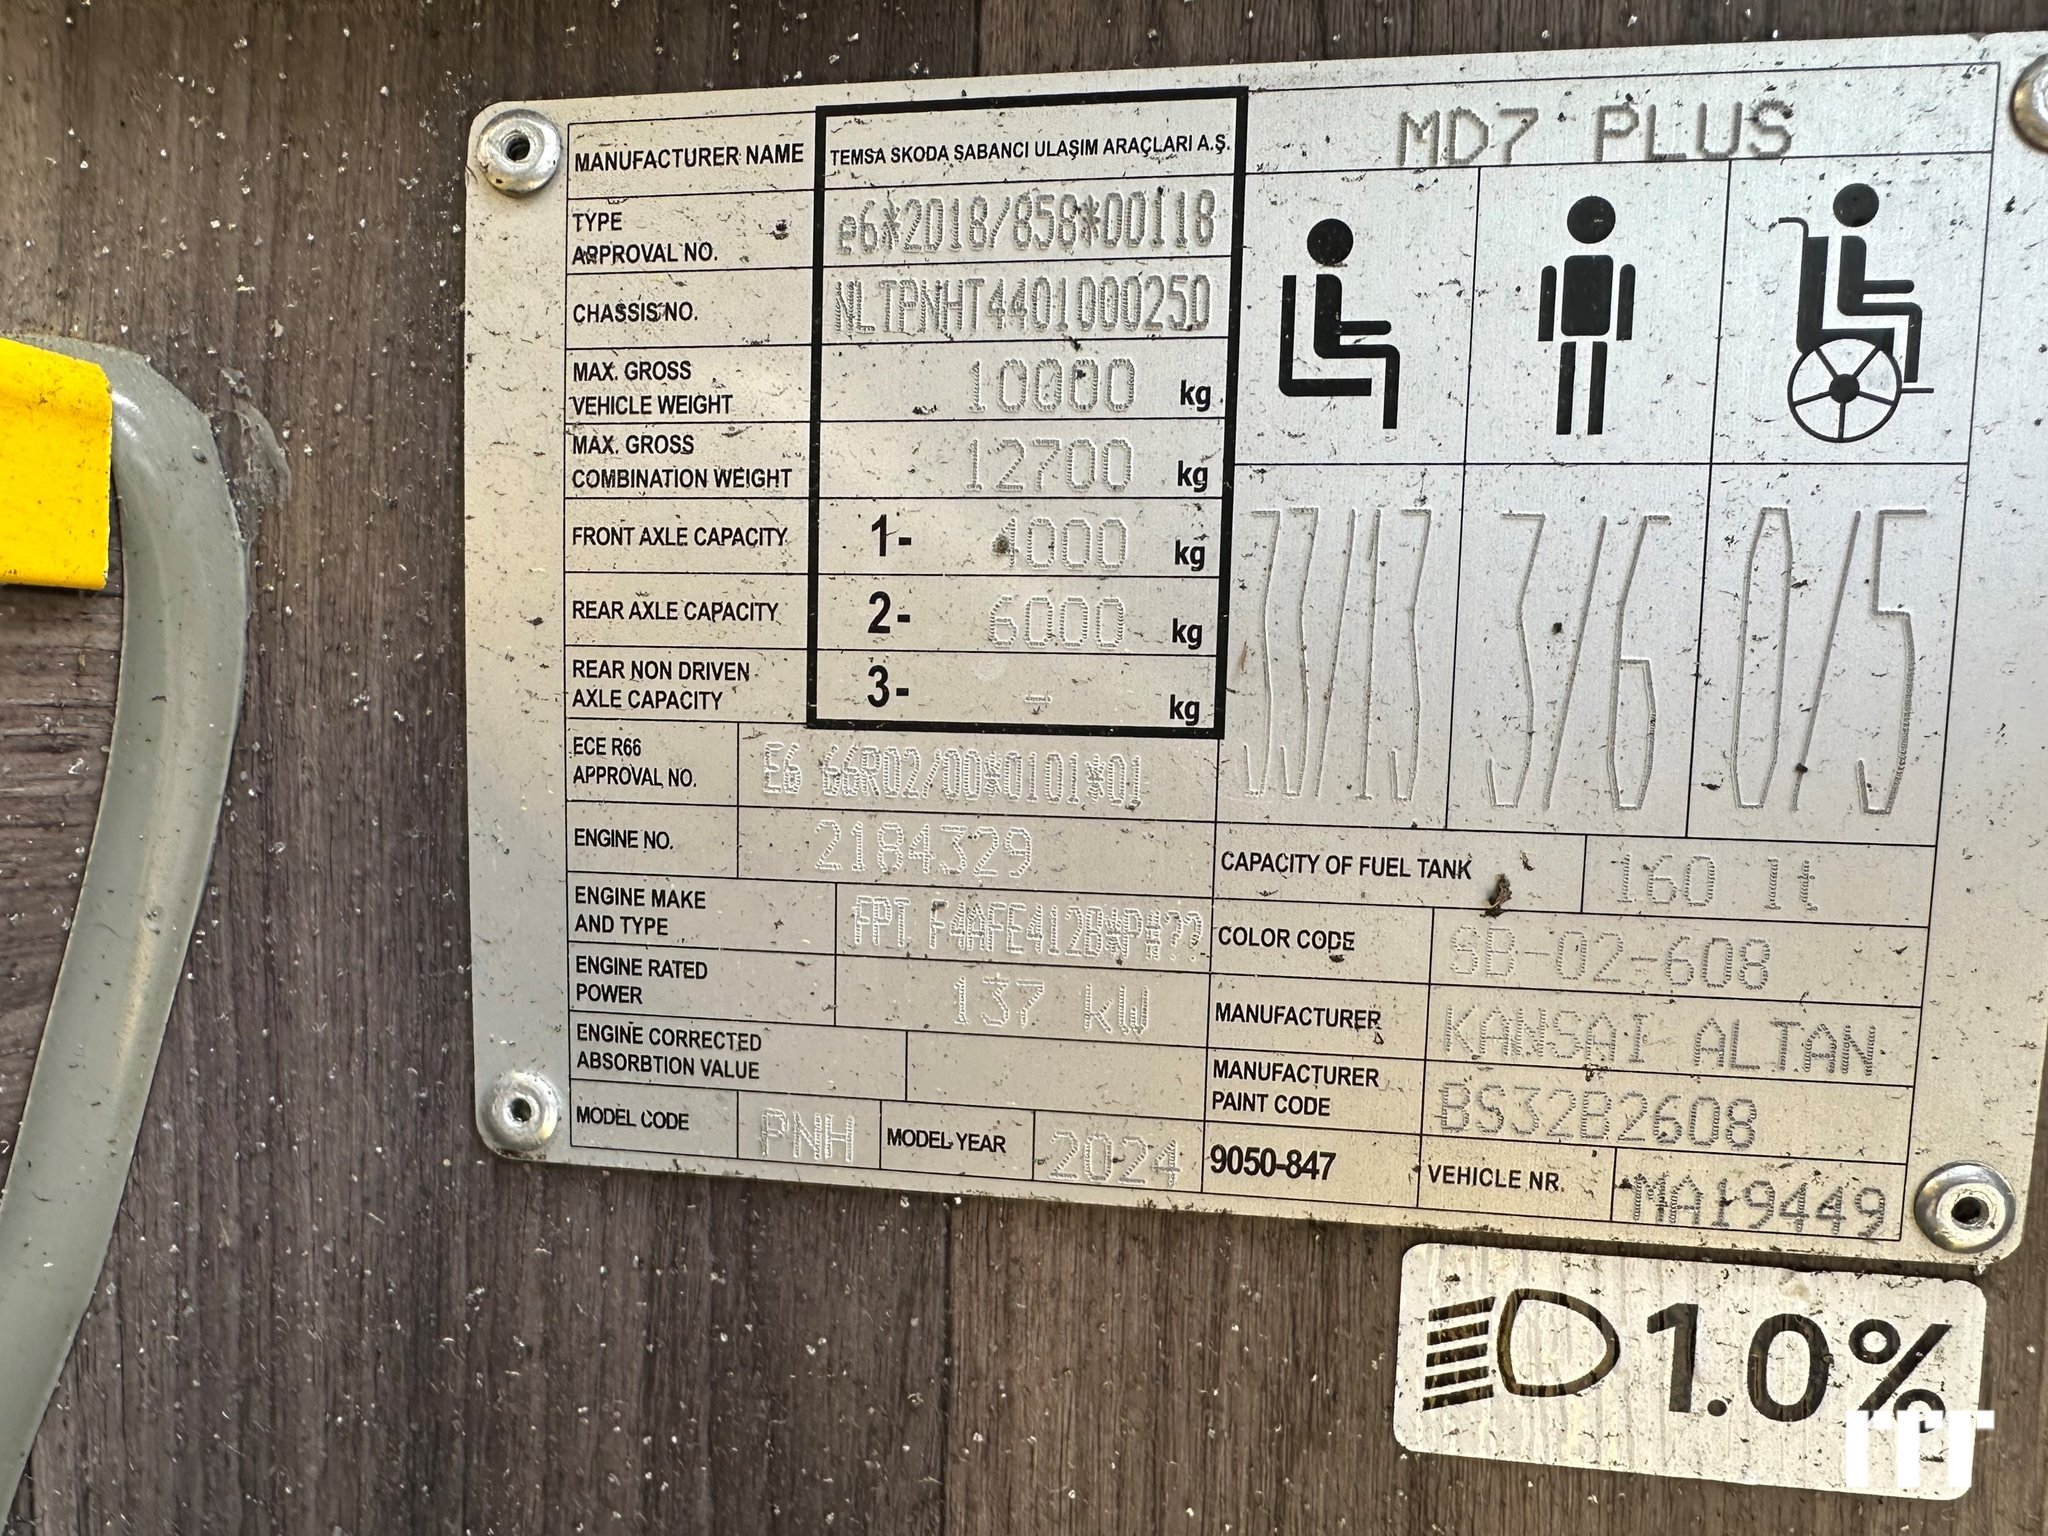 MANUFACTURER NAME TEMSA SKODA SABANCI ULAŞIM ARAÇLARI A.Ş.
MD7 PLUS
TYPE
APPROVAL NO. e6*2018/858*00118
CHASSIS NO. NLTRNHT4401000250
MAX. GROSS
VEHICLE WEIGHT 10000 kg
MAX. GROSS
COMBINATION WEIGHT 12700 kg
FRONT AXLE CAPACITY 1- 4000 kg
REAR AXLE CAPACITY 2- 6000 kg
REAR NON DRIVEN
AXLE CAPACITY 3- - kg
33/13 3/6 0/5
ECE R66
APPROVAL NO. E6 66R02/00*0101*01
ENGINE NO. 2184329
ENGINE MAKE
AND TYPE FPT
ENGINE RATED
POWER 137 kW
ENGINE CORRECTED
ABSORBTION VALUE
MODEL CODE PNH MODEL YEAR 2024
CAPACITY OF FUEL TANK 160
COLOR CODE SB-02-608
MANUFACTURER KANSAI ALTAN
MANUFACTURER
PAINT CODE BS32B2608
9050-847 VEHICLE NR. MA19449
1.0%